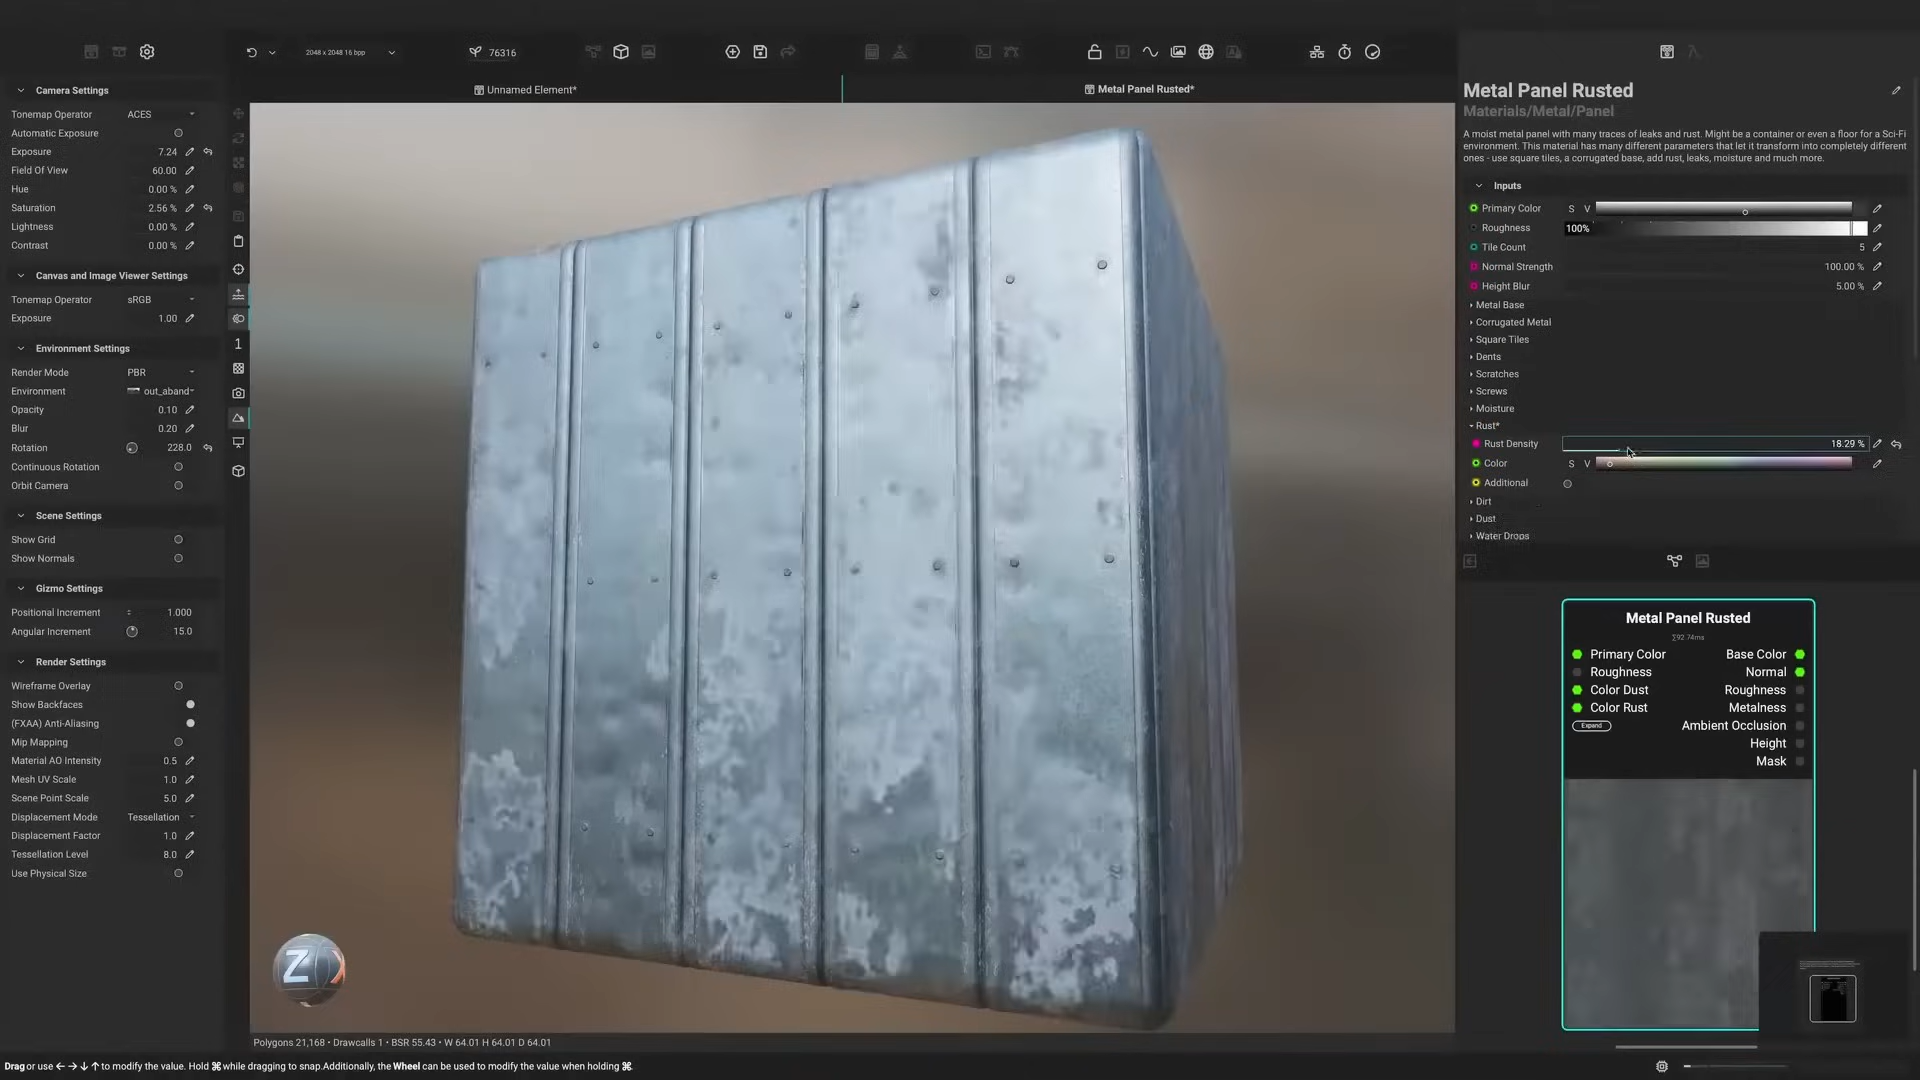 2048 x 2048 16 bpp
76316
Unnamed Element*
Metal Panel Rusted*
Camera Settings
Tonemap Operator ACES
Automatic Exposure
Exposure 7.24
Field Of View 60.00
Hue 0.00 %
Saturation 2.56 %
Lightness 0.00 %
Contrast 0.00 %
Canvas and Image Viewer Settings
Tonemap Operator sRGB
Exposure 1.00
Environment Settings
Render Mode PBR
Environment out_aband
Opacity 0.10
Blur 0.20
Rotation 228.0
Continuous Rotation
Orbit Camera
Scene Settings
Show Grid
Show Normals
Gizmo Settings
Positional Increment 1.000
Angular Increment 15.0
Render Settings
Wireframe Overlay
Show Backfaces
(FXAA) Anti-Aliasing
Mip Mapping
Material AO Intensity 0.5
Mesh UV Scale 1.0
Scene Point Scale 5.0
Displacement Mode Tessellation
Displacement Factor 1.0
Tessellation Level 8.0
Use Physical Size
1
Z
Polygons 21,168 • Drawcalls 1 • BSR 55.43 • W 64.01 H 64.01 D 64.01
Metal Panel Rusted
Materials/Metal/Panel
A moist metal panel with many traces of leaks and rust. Might be a container or even a floor for a Sci-Fi
environment. This material has many different parameters that let it transform into completely different
ones - use square tiles, a corrugated base, add rust, leaks, moisture and much more.
Inputs
Primary Color S V
Roughness 100%
Tile Count 5
Normal Strength 100.00 %
Height Blur 5.00 %
Metal Base
Corrugated Metal
Square Tiles
Dents
Scratches
Screws
Moisture
Rust*
Rust Density 18.29 %
Color S V
Additional
Dirt
Dust
Water Drops
Metal Panel Rusted
∑92.74ms
Primary Color Base Color
Roughness Normal
Color Dust Roughness
Color Rust Metalness
Expand Ambient Occlusion
Height
Mask
Drag or use ← → ↓ ↑ to modify the value. Hold ⌘ while dragging to snap.Additionally, the Wheel can be used to modify the value when holding ⌘.